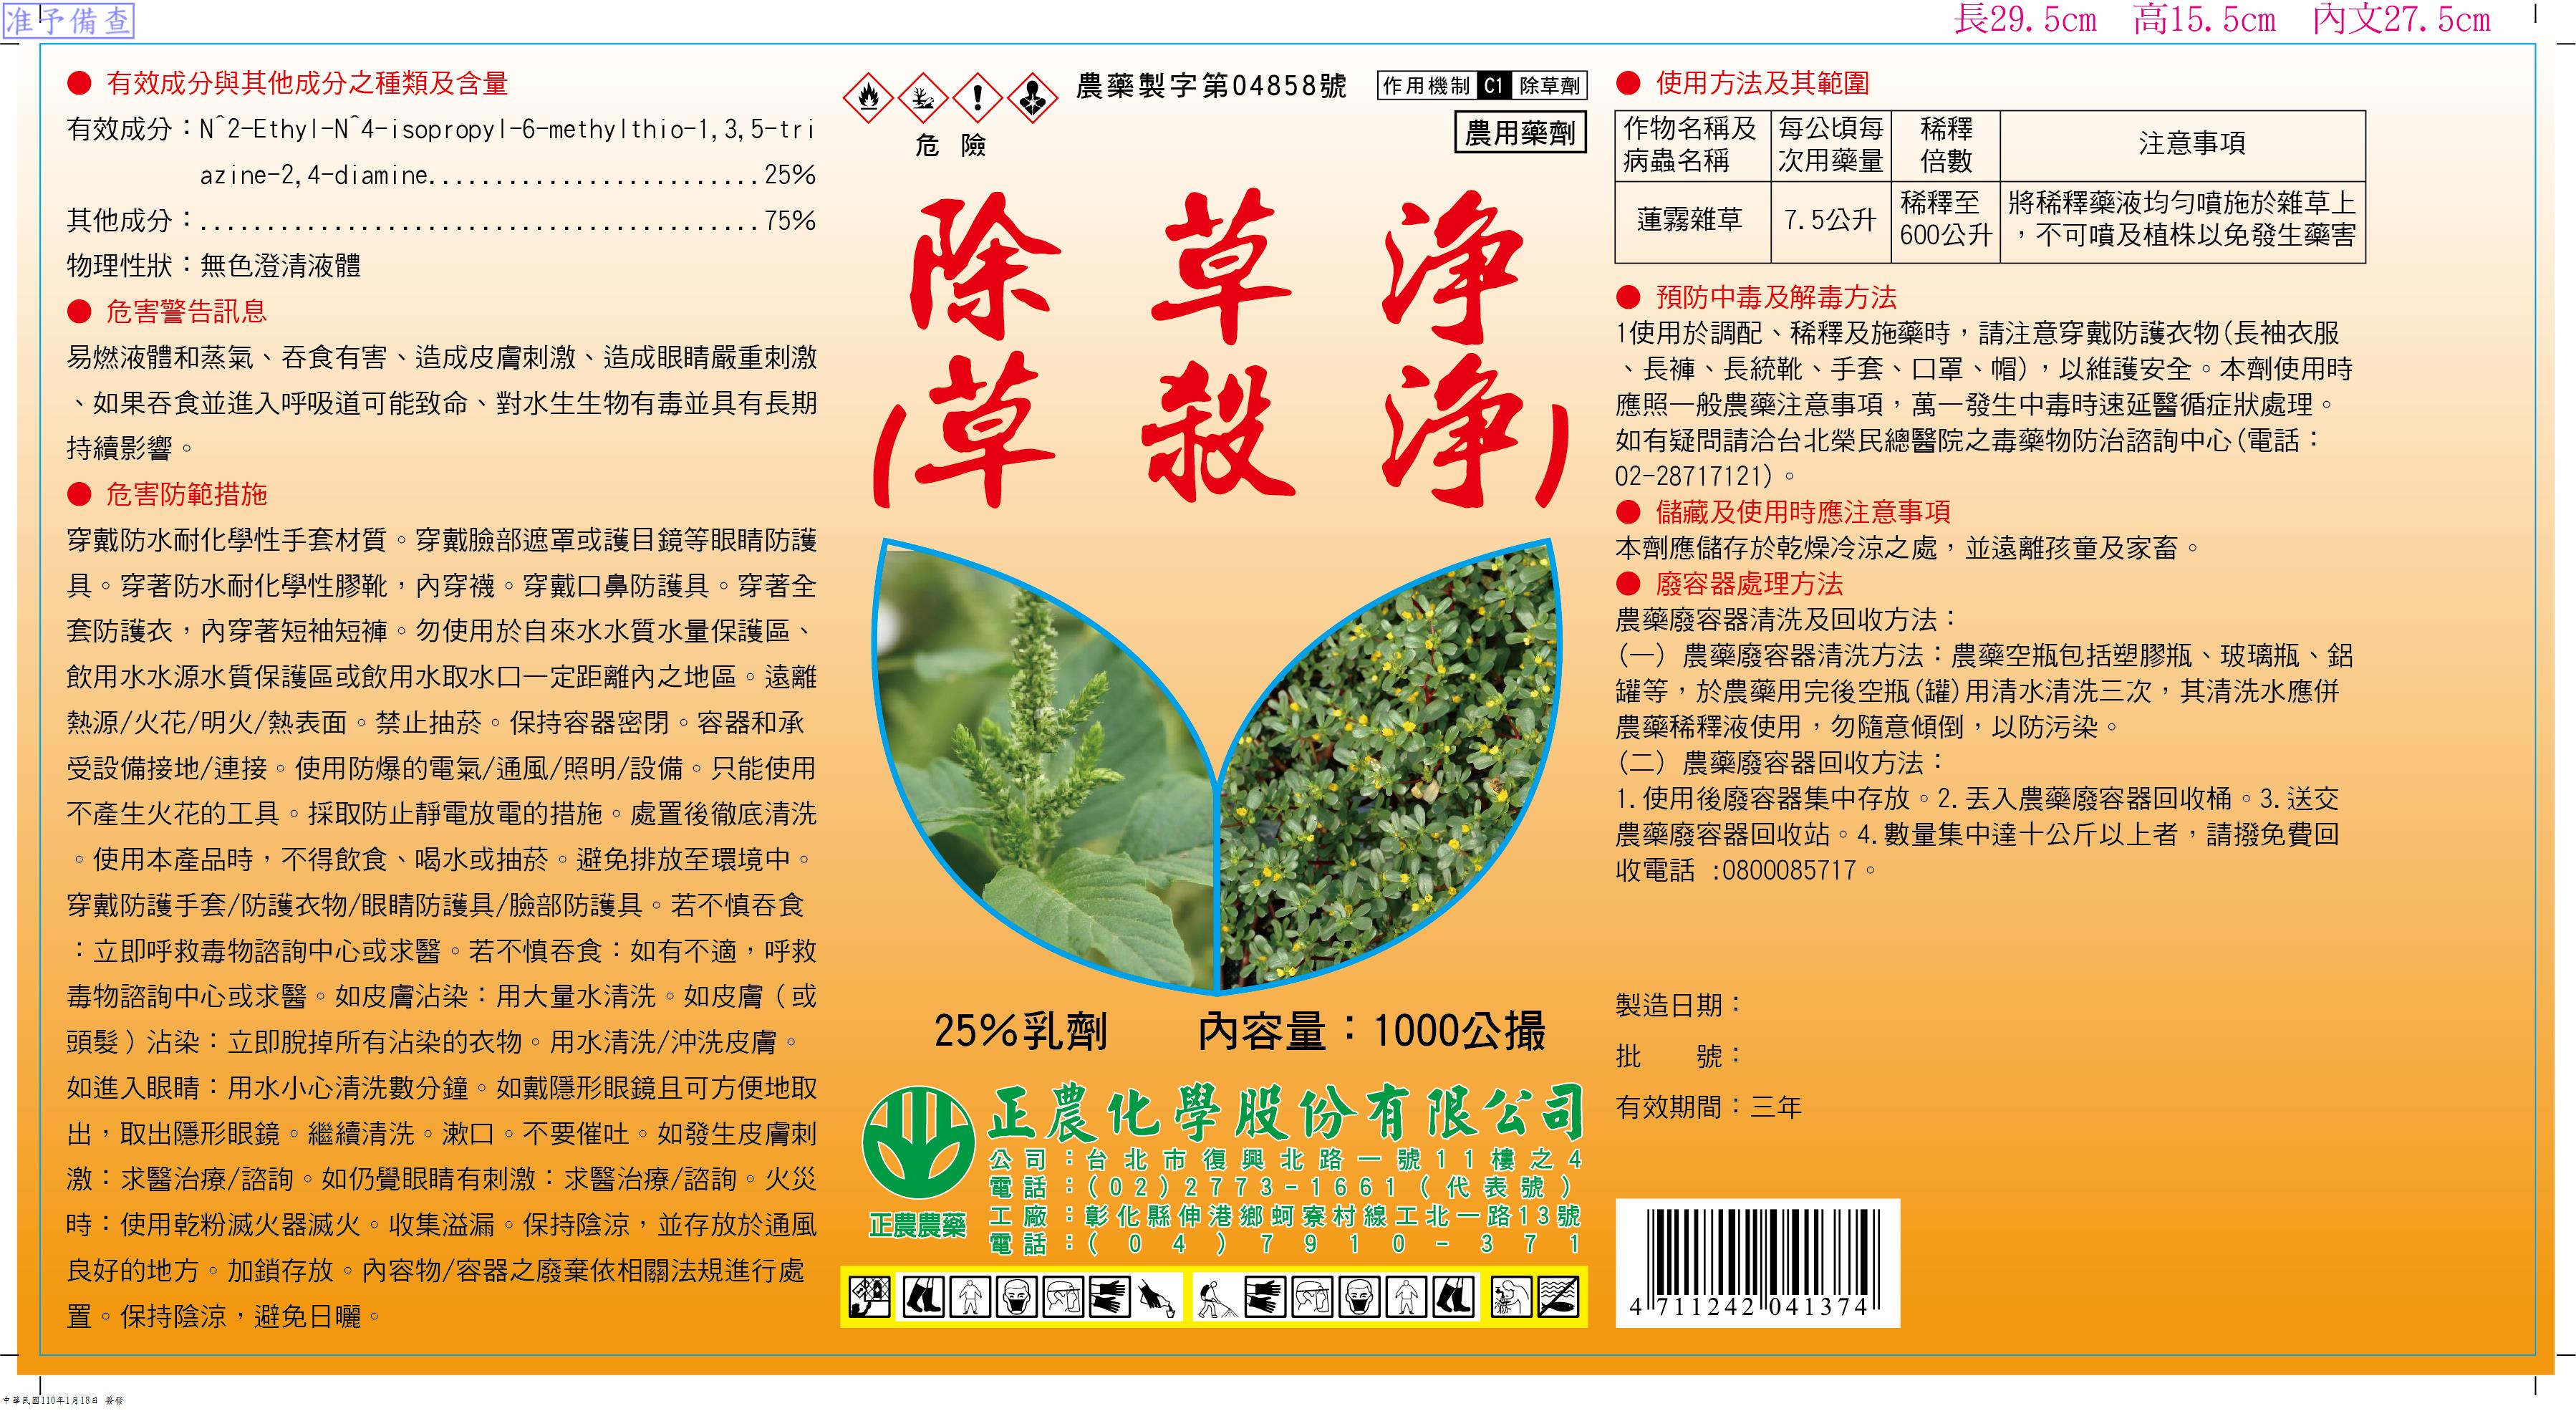 准予備查
長29.5cm 高15.5cm 內文27.5cm
● 有效成分與其他成分之種類及含量
有效成分：N^2-Ethyl-N^4-isopropyl-6-methylthio-1,3,5-tri
azine-2,4-diamine.........................25%
其他成分：..........................................75%
物理性狀：無色澄清液體
● 危害警告訊息
易燃液體和蒸氣、吞食有害、造成皮膚刺激、造成眼睛嚴重刺激
、如果吞食並進入呼吸道可能致命、對水生生物有毒並具有長期
持續影響。
● 危害防範措施
穿戴防水耐化學性手套材質。穿戴臉部遮罩或護目鏡等眼睛防護
具。穿著防水耐化學性膠靴，內穿襪。穿戴口鼻防護具。穿著全
套防護衣，內穿著短袖短褲。勿使用於自來水水質水量保護區、
飲用水水源水質保護區或飲用水取水口一定距離內之地區。遠離
熱源/火花/明火/熱表面。禁止抽菸。保持容器密閉。容器和承
受設備接地/連接。使用防爆的電氣/通風/照明/設備。只能使用
不產生火花的工具。採取防止靜電放電的措施。處置後徹底清洗
。使用本產品時，不得飲食、喝水或抽菸。避免排放至環境中。
穿戴防護手套/防護衣物/眼睛防護具/臉部防護具。若不慎吞食
：立即呼救毒物諮詢中心或求醫。若不慎吞食：如有不適，呼救
毒物諮詢中心或求醫。如皮膚沾染：用大量水清洗。如皮膚（或
頭髮）沾染：立即脫掉所有沾染的衣物。用水清洗/沖洗皮膚。
如進入眼睛：用水小心清洗數分鐘。如戴隱形眼鏡且可方便地取
出，取出隱形眼鏡。繼續清洗。漱口。不要催吐。如發生皮膚刺
激：求醫治療/諮詢。如仍覺眼睛有刺激：求醫治療/諮詢。火災
時：使用乾粉滅火器滅火。收集溢漏。保持陰涼，並存放於通風
良好的地方。加鎖存放。內容物/容器之廢棄依相關法規進行處
置。保持陰涼，避免日曬。
農藥製字第04858號
作用機制 C1 除草劑
危 險
農用藥劑
除草淨
(草殺淨)
25%乳劑 內容量：1000公撮
正農化學股份有限公司
公司：台北市復興北路一號11樓之4
電話：(02)2773-1661(代表號)
工廠：彰化縣伸港鄉蚵寮村線工北一路13號
電話：(04)7910-371
正農農藥
● 使用方法及其範圍
作物名稱及病蟲名稱 每公頃每次用藥量 稀釋倍數 注意事項
蓮霧雜草 7.5公升 稀釋至600公升 將稀釋藥液均勻噴施於雜草上，不可噴及植株以免發生藥害
● 預防中毒及解毒方法
1使用於調配、稀釋及施藥時，請注意穿戴防護衣物(長袖衣服
、長褲、長統靴、手套、口罩、帽)，以維護安全。本劑使用時
應照一般農藥注意事項，萬一發生中毒時速延醫循症狀處理。
如有疑問請洽台北榮民總醫院之毒藥物防治諮詢中心(電話：
02-28717121)。
● 儲藏及使用時應注意事項
本劑應儲存於乾燥冷涼之處，並遠離孩童及家畜。
● 廢容器處理方法
農藥廢容器清洗及回收方法：
(一) 農藥廢容器清洗方法：農藥空瓶包括塑膠瓶、玻璃瓶、鋁
罐等，於農藥用完後空瓶(罐)用清水清洗三次，其清洗水應併
農藥稀釋液使用，勿隨意傾倒，以防污染。
(二) 農藥廢容器回收方法：
1.使用後廢容器集中存放。2.丟入農藥廢容器回收桶。3.送交
農藥廢容器回收站。4.數量集中達十公斤以上者，請撥免費回
收電話 :0800085717。
製造日期：
批 號：
有效期間：三年
4 711242 041374
中華民國110年1月18日 簽發